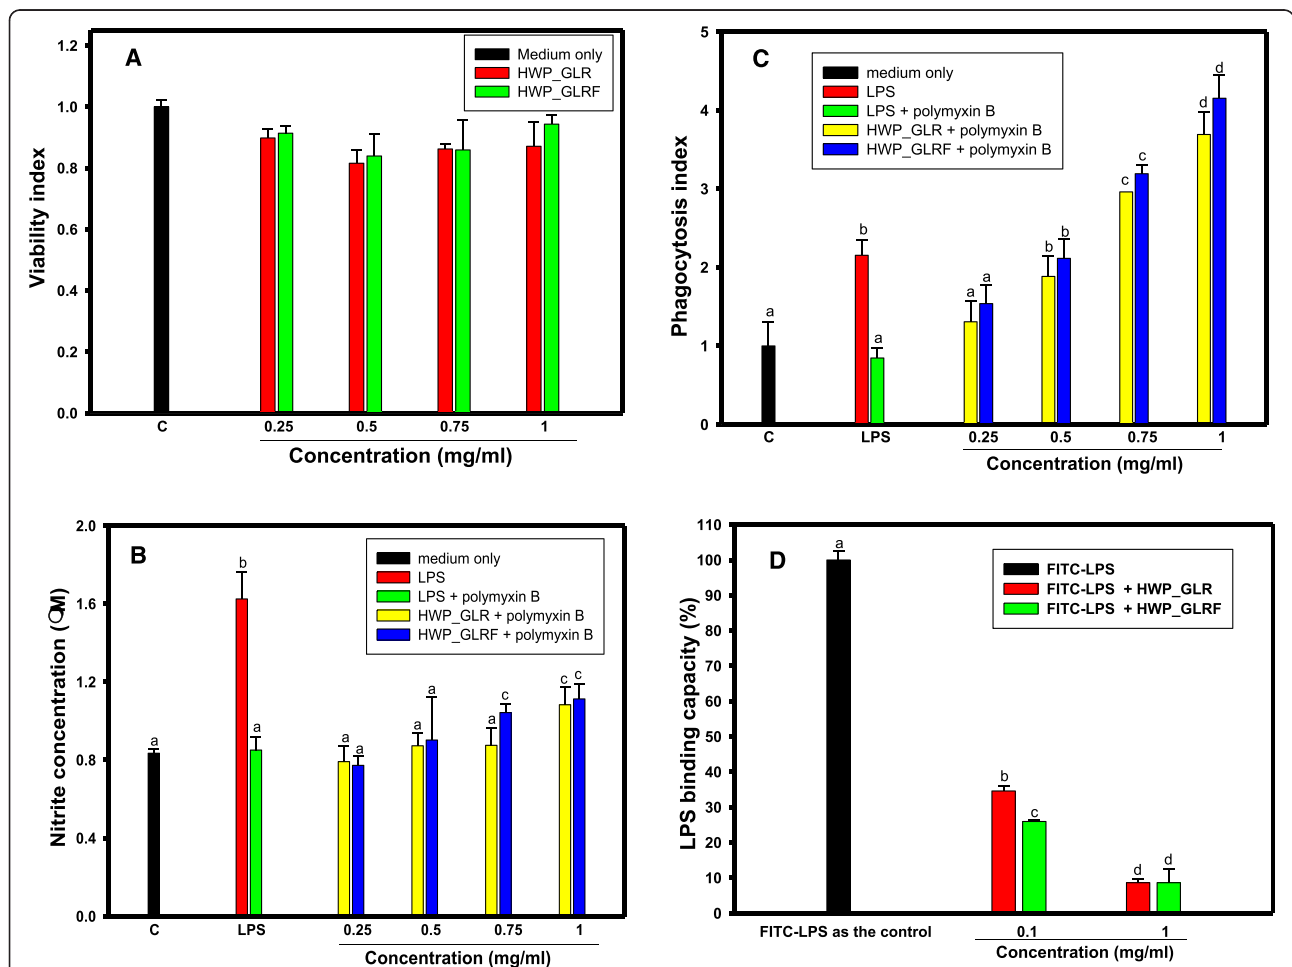 A
Medium only
HWP_GLR
HWP_GLRF
Viability index
1.2
1.0
0.8
0.6
0.4
0.2
0.0
C
0.25
0.5
0.75
1
Concentration (mg/ml)
C
medium only
LPS
LPS + polymyxin B
HWP_GLR + polymyxin B
HWP_GLRF + polymyxin B
Phagocytosis index
5
4
3
2
1
0
a
b
a
a
a
b
b
c
c
d
d
C
LPS
0.25
0.5
0.75
1
Concentration (mg/ml)
B
medium only
LPS
LPS + polymyxin B
HWP_GLR + polymyxin B
HWP_GLRF + polymyxin B
Nitrite concentration
2.0
1.6
1.2
0.8
0.4
0.0
a
b
a
a
a
a
a
a
c
c
c
C
LPS
0.25
0.5
0.75
1
Concentration (mg/ml)
D
FITC-LPS
FITC-LPS + HWP_GLR
FITC-LPS + HWP_GLRF
LPS binding capacity (%)
110
100
90
80
70
60
50
40
30
20
10
0
a
b
c
d
d
FITC-LPS as the control
0.1
1
Concentration (mg/ml)